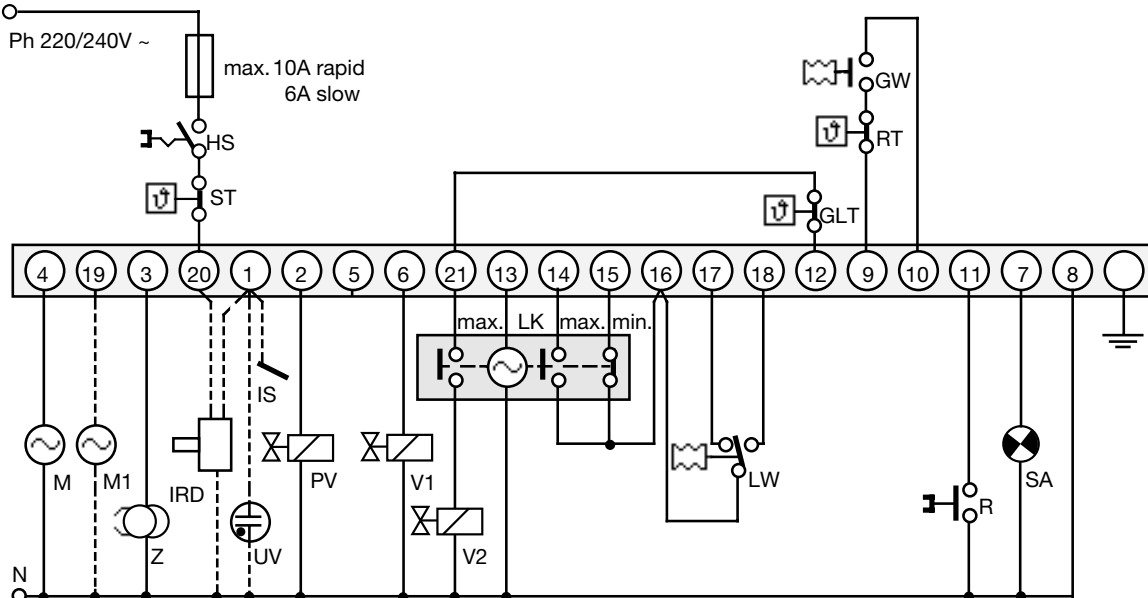 Ph 220/240V ~
max. 10A rapid
6A slow
HS
ST
GW
RT
GLT
ϑ
ϑ
ϑ
4 19 3 20 1 2 5 6 21 13 14 15 16 17 18 12 9 10 11 7 8
max. LK max. min.
IS
M M1 IRD PV V1 LW R SA
Z UV V2
N